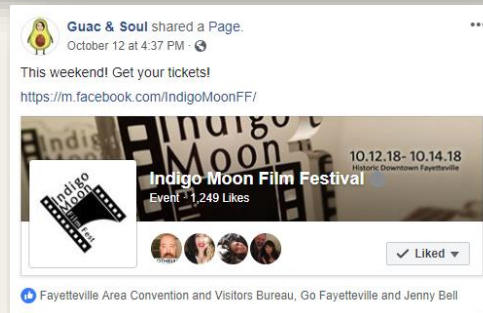 Guac & Soul shared a Page.
October 12 at 4:37 PM ·
This weekend! Get your tickets!
https://m.facebook.com/IndigoMoonFF/
Indigo
Moon
10.12.18- 10.14.18
Historic Downtown Fayetteville
Indigo
Moon
Film Fest
Indigo Moon Film Festival
Event · 1,249 Likes
Liked
Fayetteville Area Convention and Visitors Bureau, Go Fayetteville and Jenny Bell